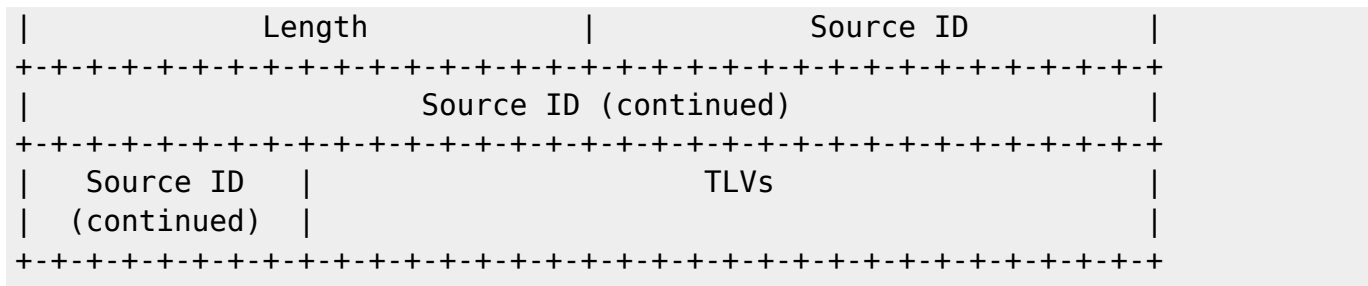 |             Length            |            Source ID          |
+-+-+-+-+-+-+-+-+-+-+-+-+-+-+-+-+-+-+-+-+-+-+-+-+-+-+-+-+-+-+-+-+
|                      Source ID (continued)                    |
+-+-+-+-+-+-+-+-+-+-+-+-+-+-+-+-+-+-+-+-+-+-+-+-+-+-+-+-+-+-+-+-+
|   Source ID   |                      TLVs                     |
|  (continued)  |                                               |
+-+-+-+-+-+-+-+-+-+-+-+-+-+-+-+-+-+-+-+-+-+-+-+-+-+-+-+-+-+-+-+-+